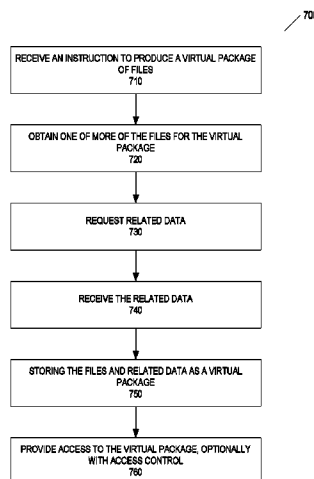 70
RECEIVE AN INSTRUCTION TO PRODUCE A VIRTUAL PACKAGE
OF FILES
710
OBTAIN ONE OF MORE OF THE FILES FOR THE VIRTUAL
PACKAGE
720
REQUEST RELATED DATA
730
RECEIVE THE RELATED DATA
740
STORING THE FILES AND RELATED DATA AS A VIRTUAL
PACKAGE
750
PROVIDE ACCESS TO THE VIRTUAL PACKAGE, OPTIONALLY
WITH ACCESS CONTROL
760